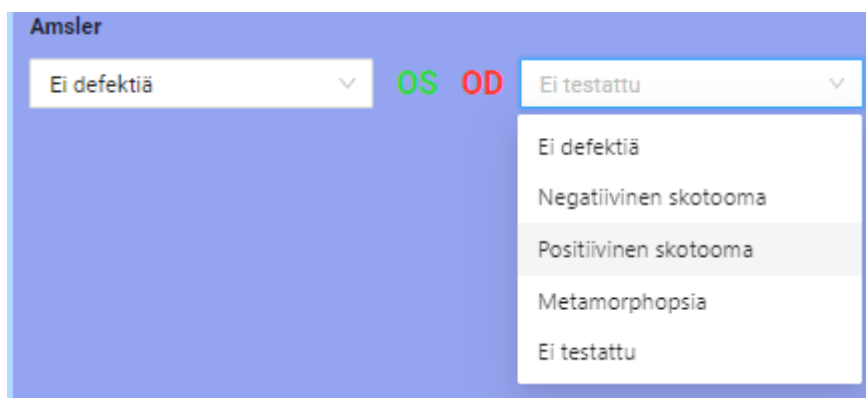 Amsler
Ei defektiä OS OD Ei testattu
Ei defektiä
Negatiivinen skotooma
Positiivinen skotooma
Metamorphopsia
Ei testattu